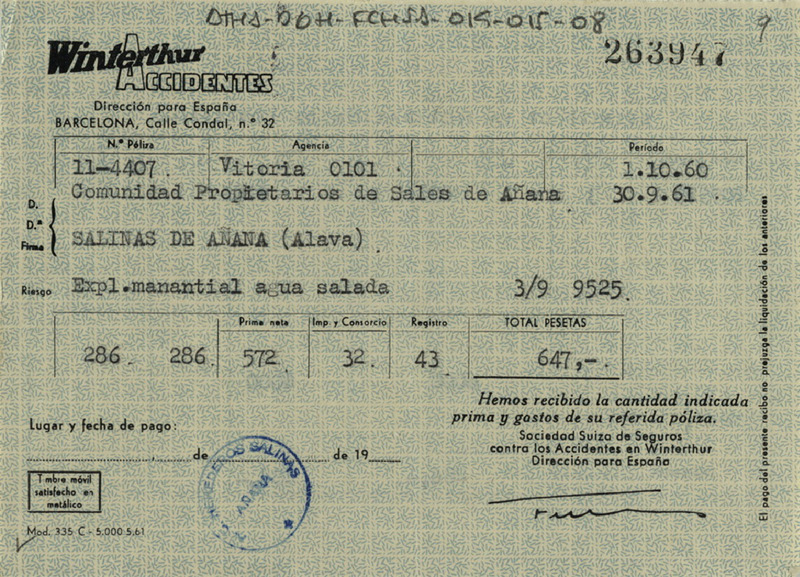 ATHA-DOH-FCHSA-015-015-08
9
263947
Winterthur
ACCIDENTES
Dirección para España
BARCELONA, Calle Condal, n.º 32
N.º Póliza Agencia Período
11-4407. Vitoria 0101 . 1.10.60
Comunidad Propietarios de Sales de Añana 30.9.61 .
D.
D.ª
Firma
SALINAS DE AÑANA (Alava) .
Riesgo Expl.manantial agua salada 3/9 9525.
Prima neta Imp. y Consorcio Registro TOTAL PESETAS
286. 286. 572. 32. 43 647,-.
Hemos recibido la cantidad indicada
prima y gastos de su referida póliza.
Lugar y fecha de pago:
Sociedad Suiza de Seguros
contra los Accidentes en Winterthur
Dirección para España
de de 19
SALINAS
AÑANA
Timbre móvil
satisfecho en
metálico
Mod. 335 C - 5.000 5.61
El pago del presente recibo no prejuzga la liquidación de los anteriores